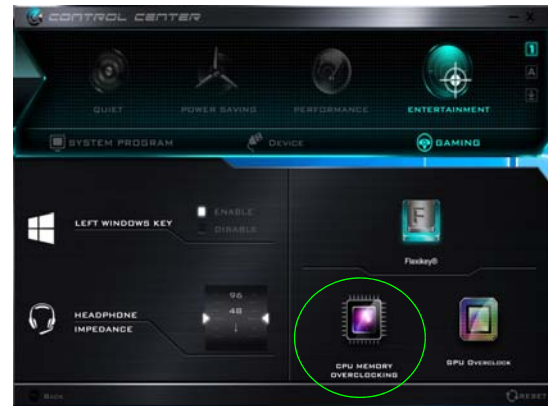 CONTROL CENTER
1
A
QUIET
POWER SAVING
PERFORMANCE
ENTERTAINMENT
SYSTEM PROGRAM
DEVICE
GAMING
LEFT WINDOWS KEY
ENABLE
DISABLE
Flexikey®
HEADPHONE
IMPEDANCE
96
48
CPU MEMORY
OVERCLOCKING
GPU OVERCLOCK
BACK
RESET